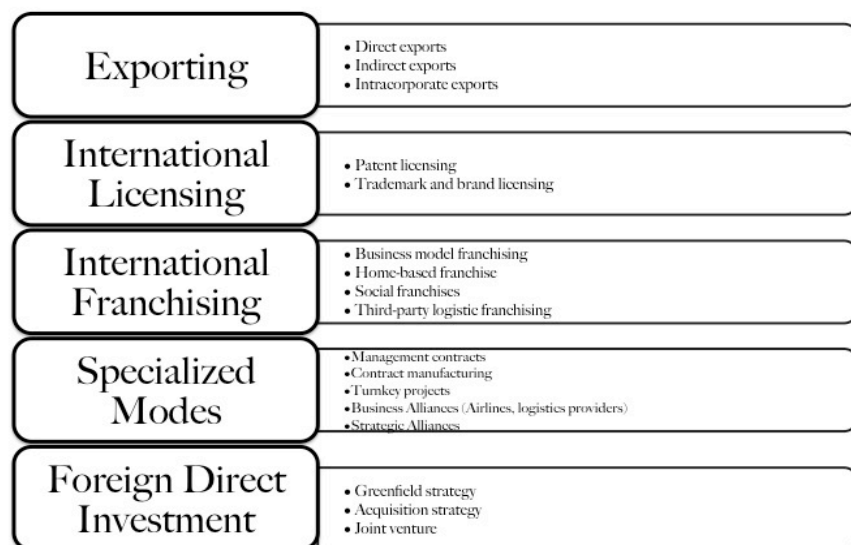 Exporting
• Direct exports
• Indirect exports
• Intracorporate exports
International
Licensing
• Patent licensing
• Trademark and brand licensing
International
Franchising
• Business model franchising
• Home-based franchise
• Social franchises
• Third-party logistic franchising
Specialized
Modes
•Management contracts
•Contract manufacturing
•Turnkey projects
•Business Alliances (Airlines, logistics providers)
•Strategic Alliances
Foreign Direct
Investment
• Greenfield strategy
• Acquisition strategy
• Joint venture